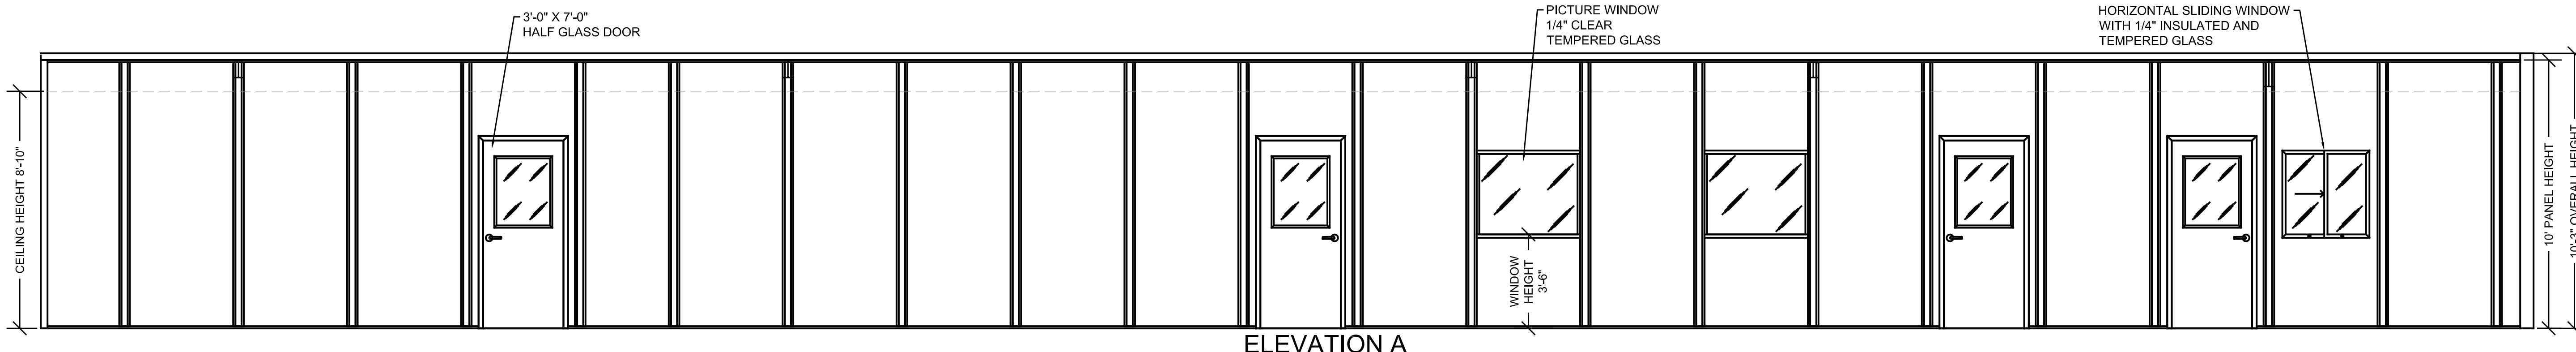 3'-0" X 7'-0"
HALF GLASS DOOR
PICTURE WINDOW
1/4" CLEAR
TEMPERED GLASS
HORIZONTAL SLIDING WINDOW
WITH 1/4" INSULATED AND
TEMPERED GLASS
CEILING HEIGHT 8'-10"
WINDOW
HEIGHT
3'-6"
10' PANEL HEIGHT
10'-3" OVERALL HEIGHT
ELEVATION A